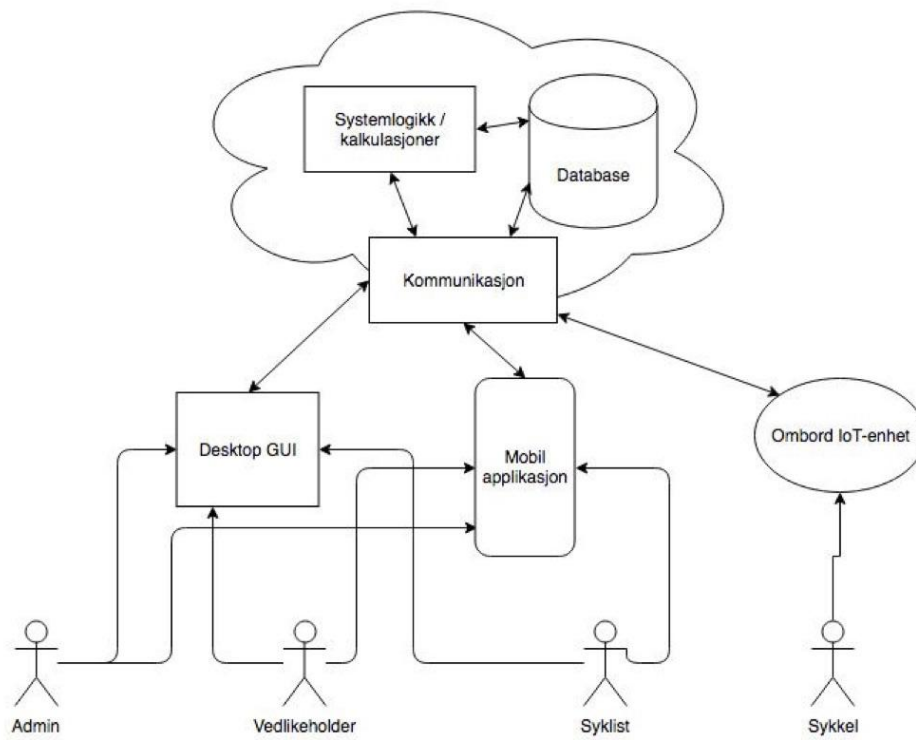 Systemlogikk /
kalkulasjoner
Database
Kommunikasjon
Desktop GUI
Mobil
applikasjon
Ombord IoT-enhet
Admin
Vedlikeholder
Syklist
Sykkel